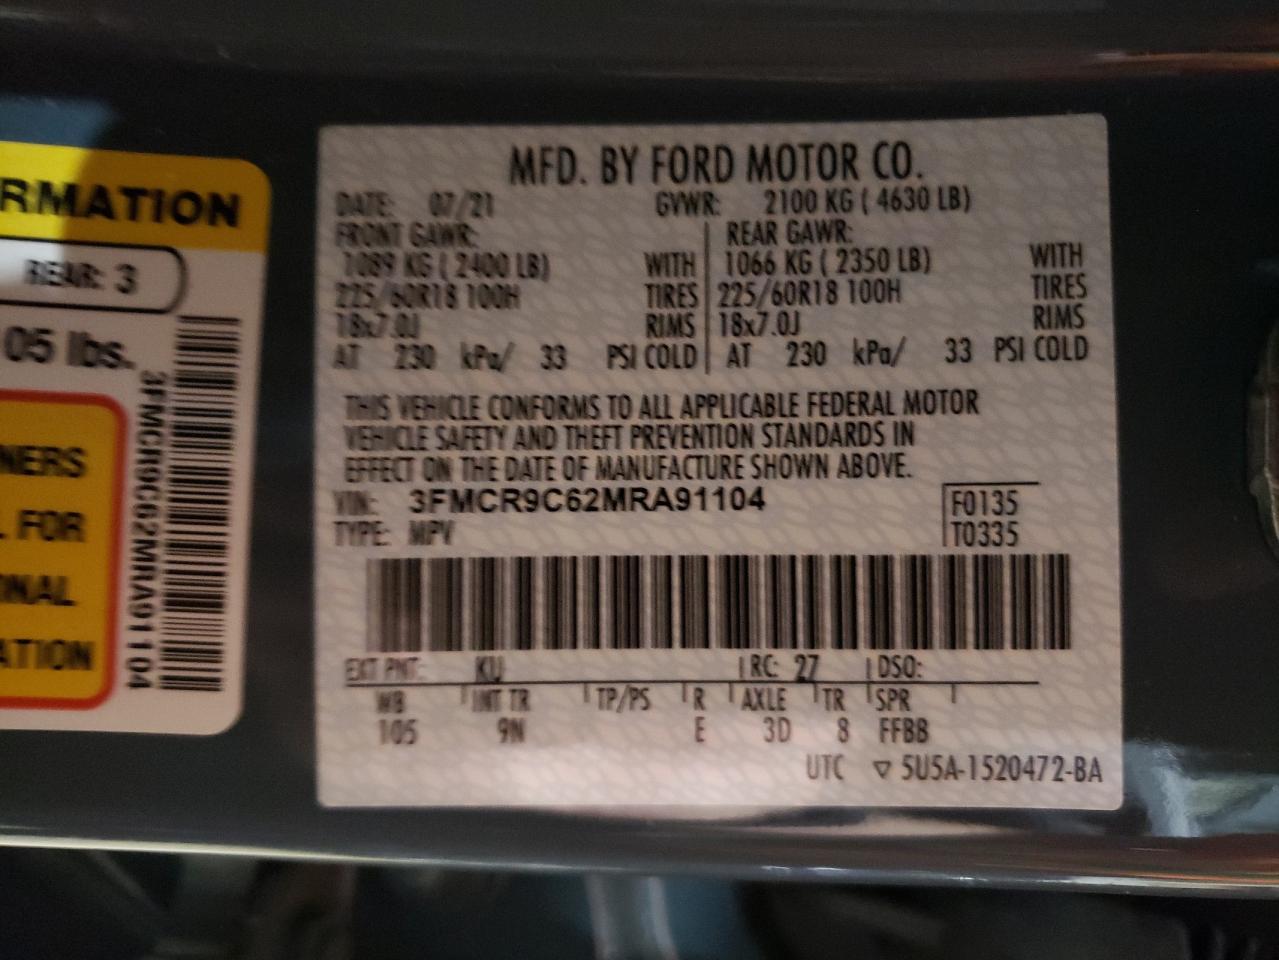 RMATION
REAR: 3
05 lbs.
NERS
FOR
NAL
ATION
3FMCR9C62MRA91104
MFD. BY FORD MOTOR CO.
DATE: 07/21 GVWR: 2100 KG ( 4630 LB)
FRONT GAWR: REAR GAWR:
1089 KG ( 2400 LB) WITH 1066 KG ( 2350 LB) WITH
225/60R18 100H TIRES 225/60R18 100H TIRES
18x7.0J RIMS 18x7.0J RIMS
AT 230 kPa/ 33 PSI COLD AT 230 kPa/ 33 PSI COLD
THIS VEHICLE CONFORMS TO ALL APPLICABLE FEDERAL MOTOR
VEHICLE SAFETY AND THEFT PREVENTION STANDARDS IN
EFFECT ON THE DATE OF MANUFACTURE SHOWN ABOVE.
VIN: 3FMCR9C62MRA91104 F0135
TYPE: MPV T0335
EXT PNT: KU RC: 27 DSO:
WB INT TR TP/PS R AXLE TR SPR
105 9N E 3D 8 FFBB
UTC ▽ 5U5A-1520472-BA